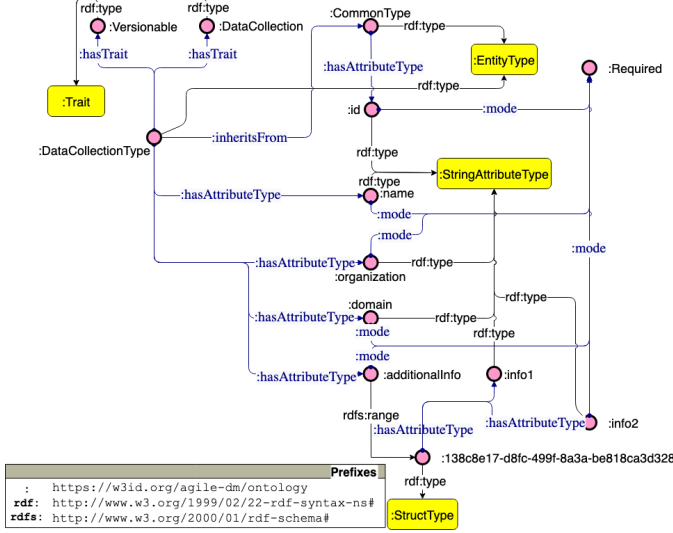 rdf:type
rdf:type
:CommonType
rdf:type
:Versionable
:DataCollection
:hasTrait
:hasTrait
:EntityType
:Required
:hasAttributeType
:Trait
rdf:type
:id
:mode
:inheritsFrom
:DataCollectionType
rdf:type
:StringAttributeType
rdf:type
:hasAttributeType
:name
:mode
:mode
:mode
:hasAttributeType
rdf:type
:organization
:domain
rdf:type
:hasAttributeType
rdf:type
:mode
rdf:type
:mode
:hasAttributeType
:additionalInfo
:info1
rdfs:range
:hasAttributeType
:hasAttributeType
:info2
:138c8e17-d8fc-499f-8a3a-be818ca3d328
Prefixes
: https://w3id.org/agile-dm/ontology
rdf: http://www.w3.org/1999/02/22-rdf-syntax-ns#
rdfs: http://www.w3.org/2000/01/rdf-schema#
rdf:type
:StructType